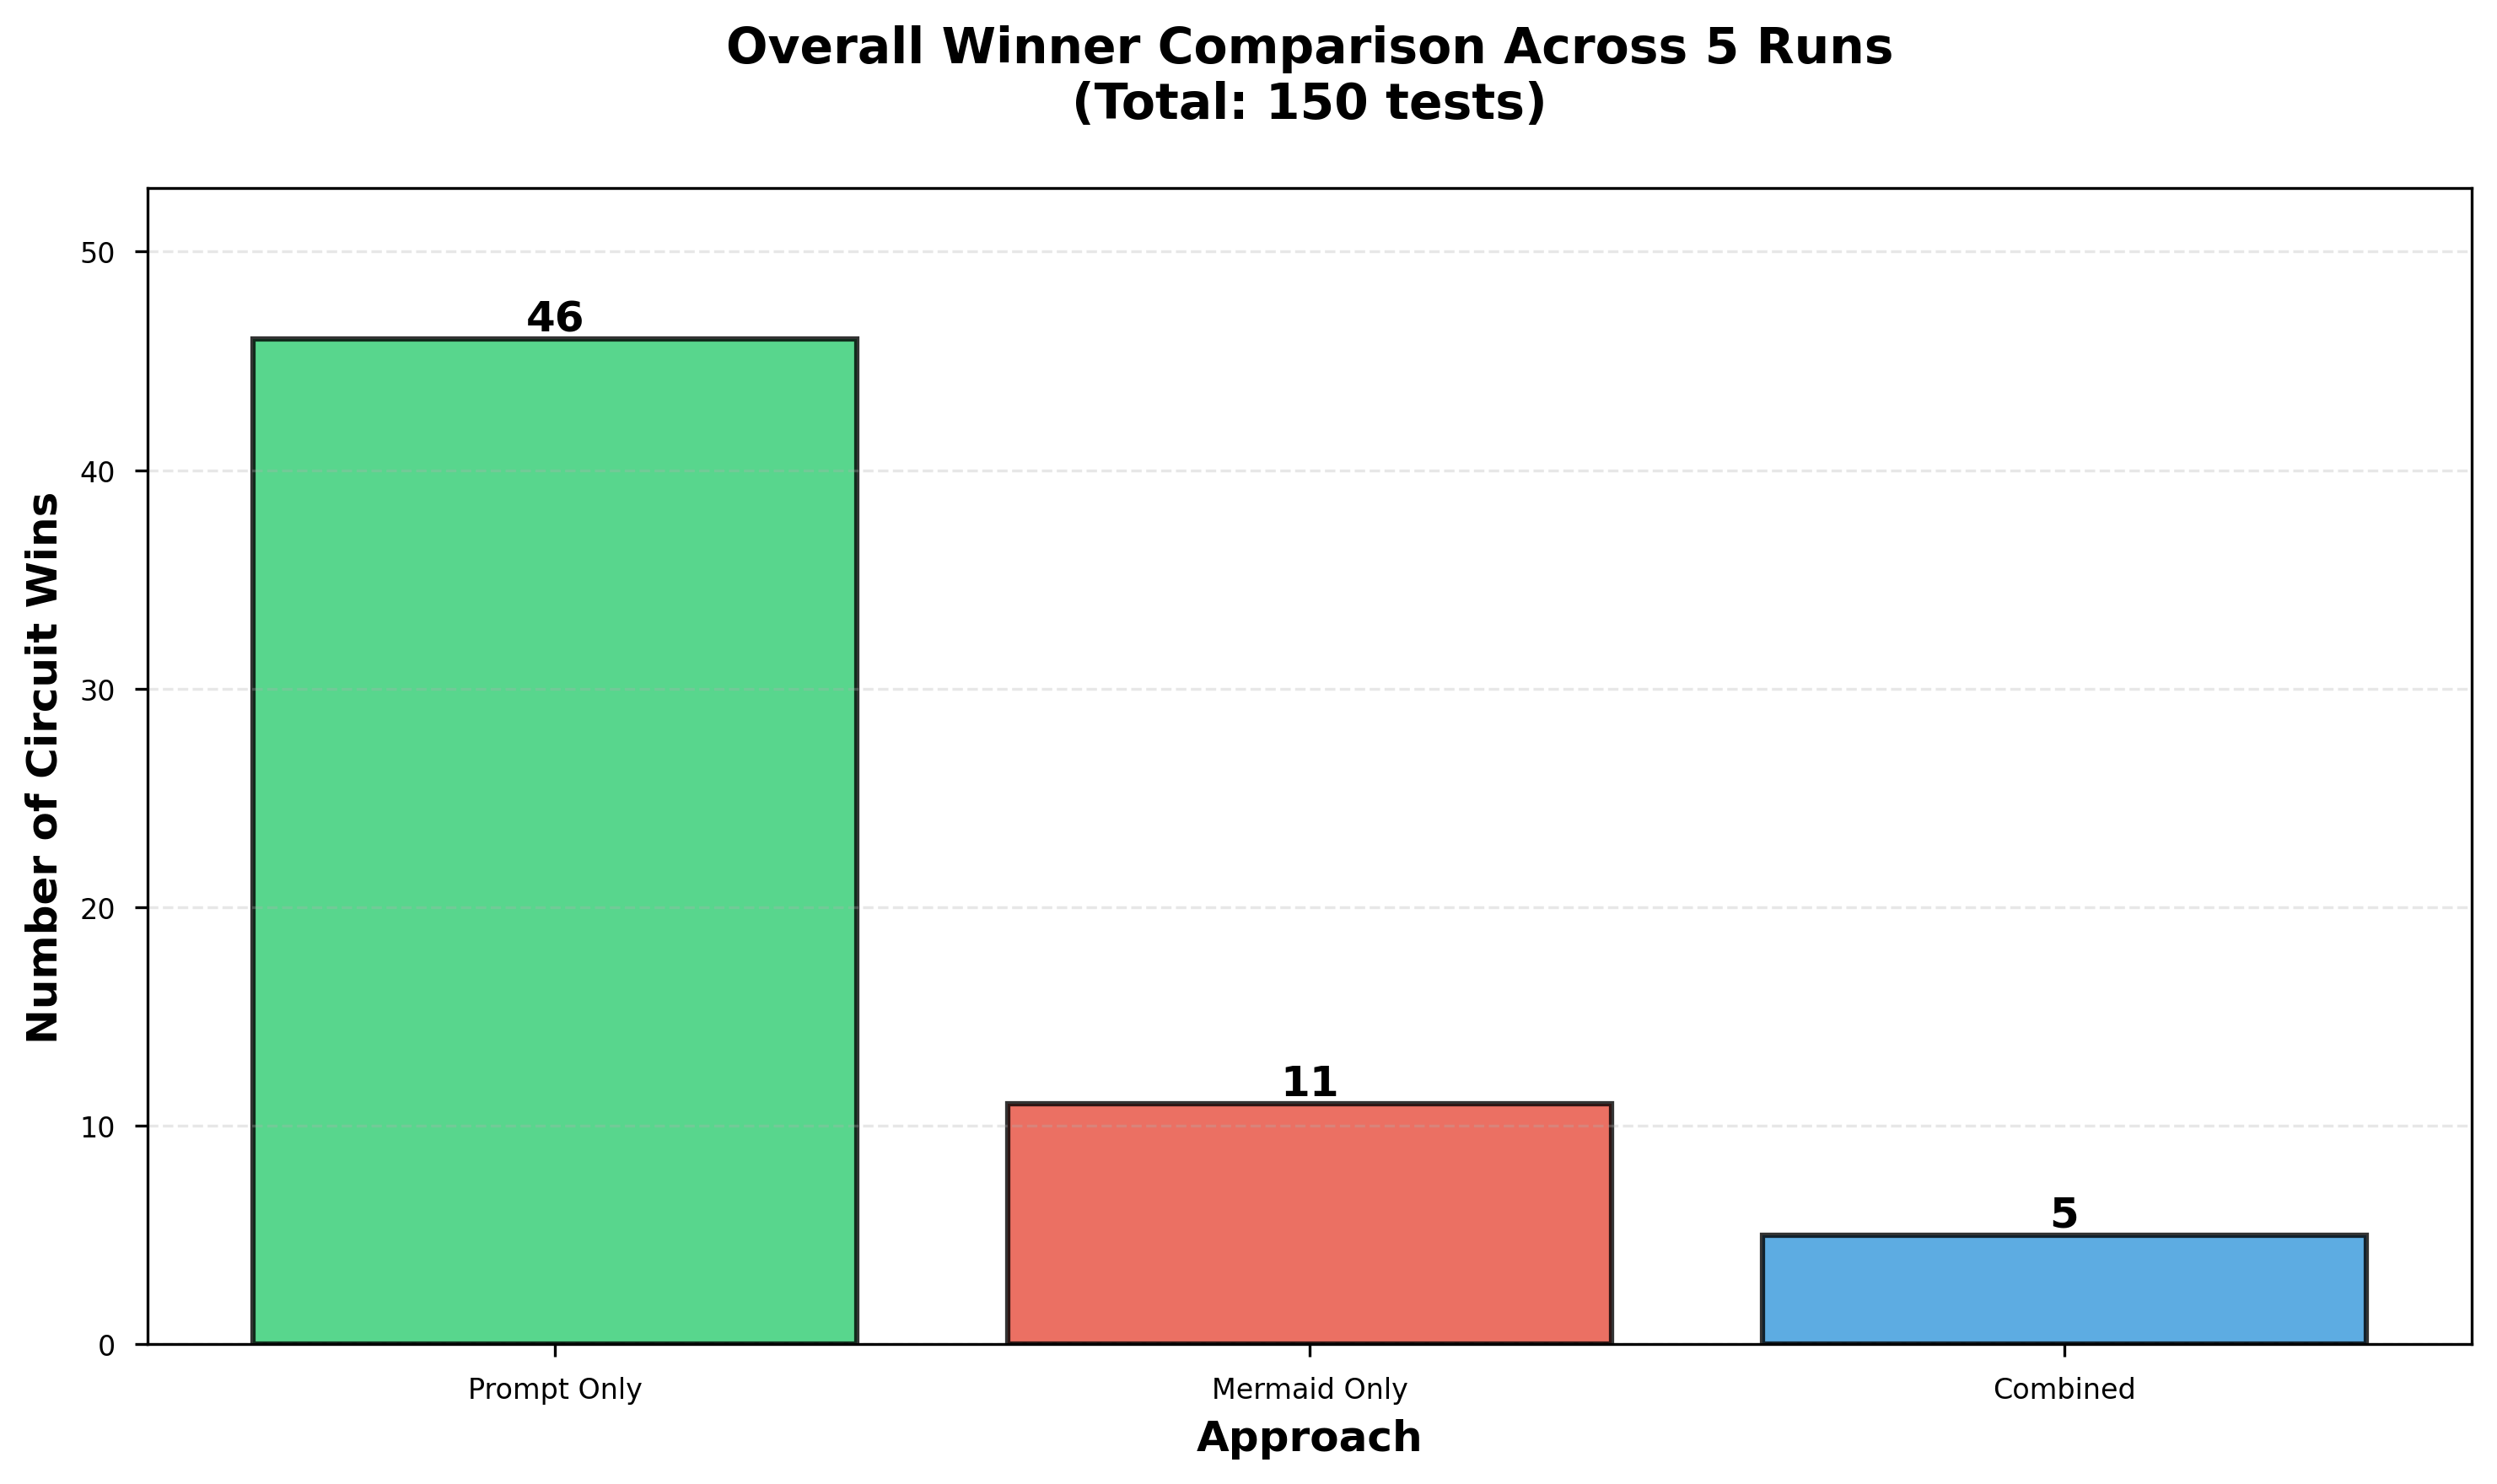 Overall Winner Comparison Across 5 Runs
(Total: 150 tests)
Number of Circuit Wins
50
40
30
20
10
0
46
11
5
Prompt Only
Mermaid Only
Combined
Approach